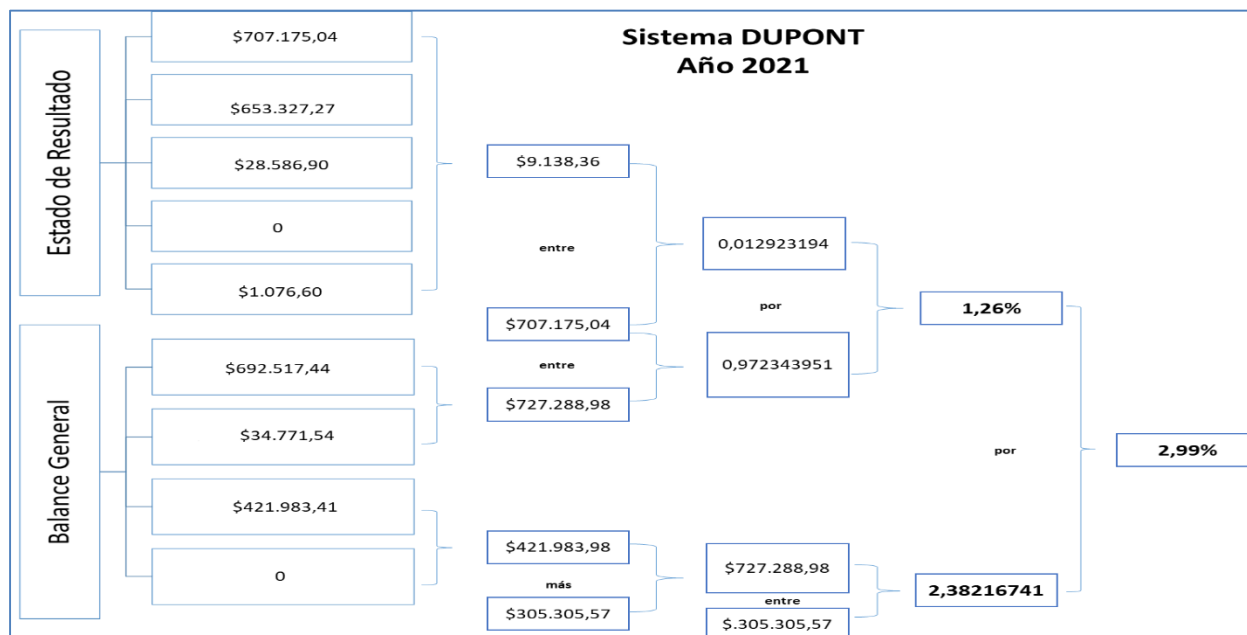 Sistema DUPONT
Año 2021
Estado de Resultado
$707.175,04
$653.327,27
$28.586,90
0
$1.076,60
$9.138,36
entre
$707.175,04
entre
$727.288,98
0,012923194
por
0,972343951
1,26%
Balance General
$692.517,44
$34.771,54
$421.983,41
0
$421.983,98
más
$305.305,57
$727.288,98
entre
$.305.305,57
2,38216741
por
2,99%